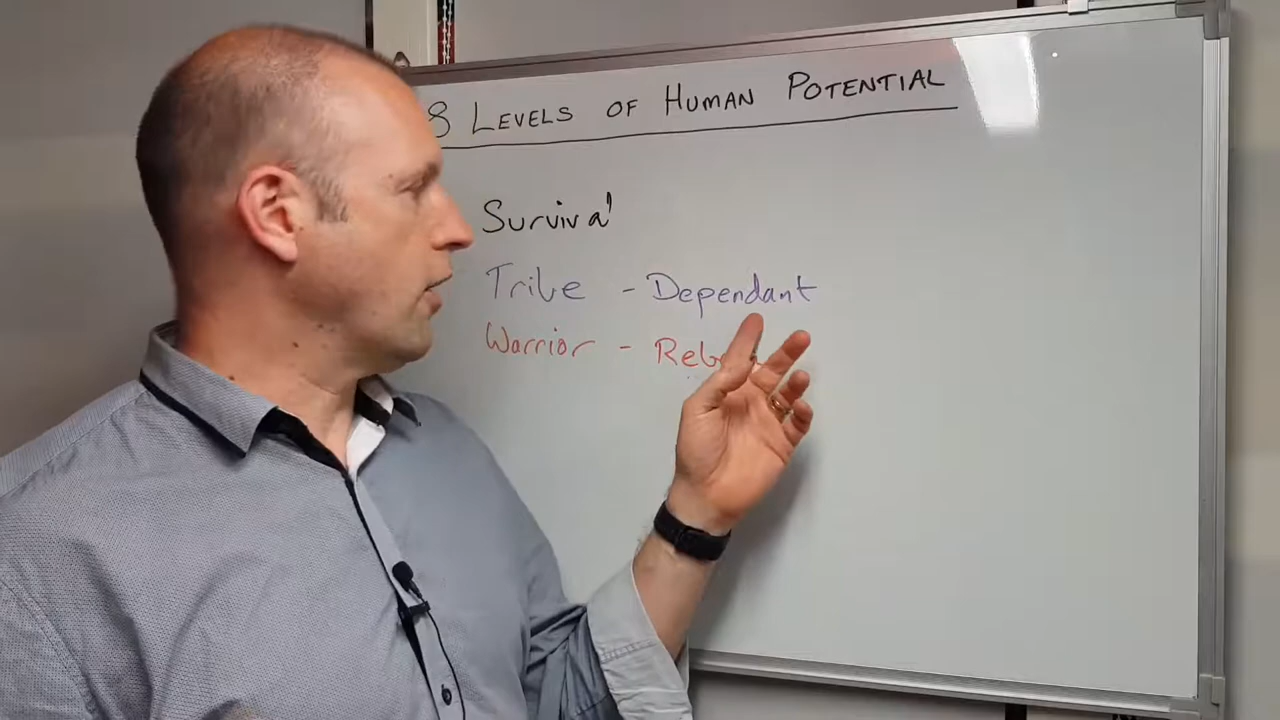 8 LEVELS OF HUMAN POTENTIAL
Survival
Tribe - Dependant
Warrior -